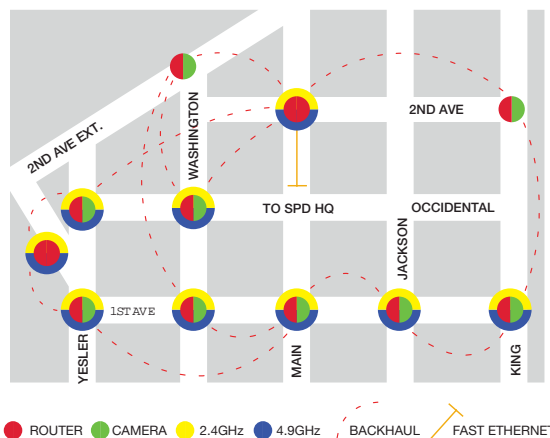 2ND AVE EXT.
WASHINGTON
2ND AVE
TO SPD HQ
OCCIDENTAL
JACKSON
1STAVE
YESLER
MAIN
KING
ROUTER
CAMERA
2.4GHz
4.9GHz
BACKHAUL
FAST ETHERNET